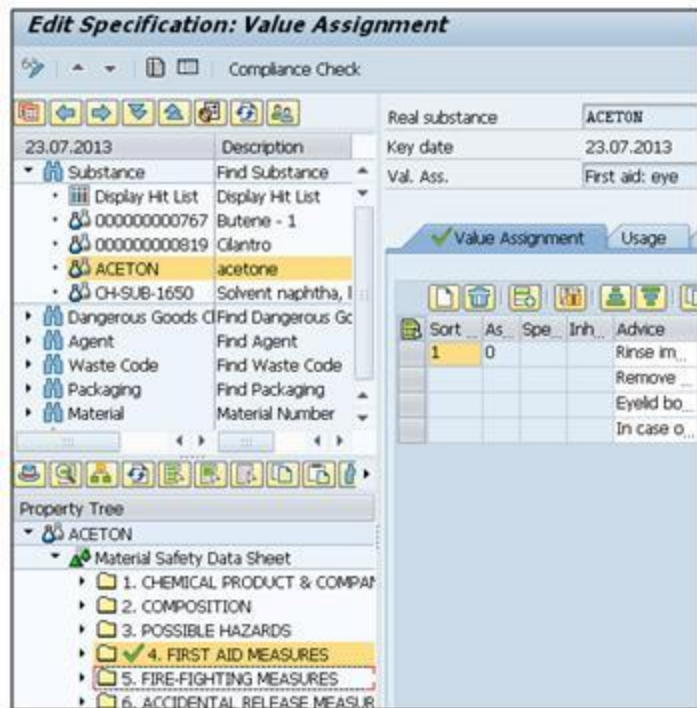 Edit Specification: Value Assignment
Compliance Check
23.07.2013 Description
Substance Find Substance
Display Hit List Display Hit List
000000000767 Butene - 1
000000000819 Cilantro
ACETON acetone
CH-SUB-1650 Solvent naphtha, l
Dangerous Goods Cl Find Dangerous Gc
Agent Find Agent
Waste Code Find Waste Code
Packaging Find Packaging
Material Material Number
Property Tree
ACETON
Material Safety Data Sheet
1. CHEMICAL PRODUCT & COMPAN
2. COMPOSITION
3. POSSIBLE HAZARDS
4. FIRST AID MEASURES
5. FIRE-FIGHTING MEASURES
6. ACCIDENTAL RELEASE MEASUR
Real substance ACETON
Key date 23.07.2013
Val. Ass. First aid: eye
Value Assignment Usage
Sort ... As... Spe... Inh... Advice
1 0 Rinse im...
Remove ...
Eyelid bo...
In case o...